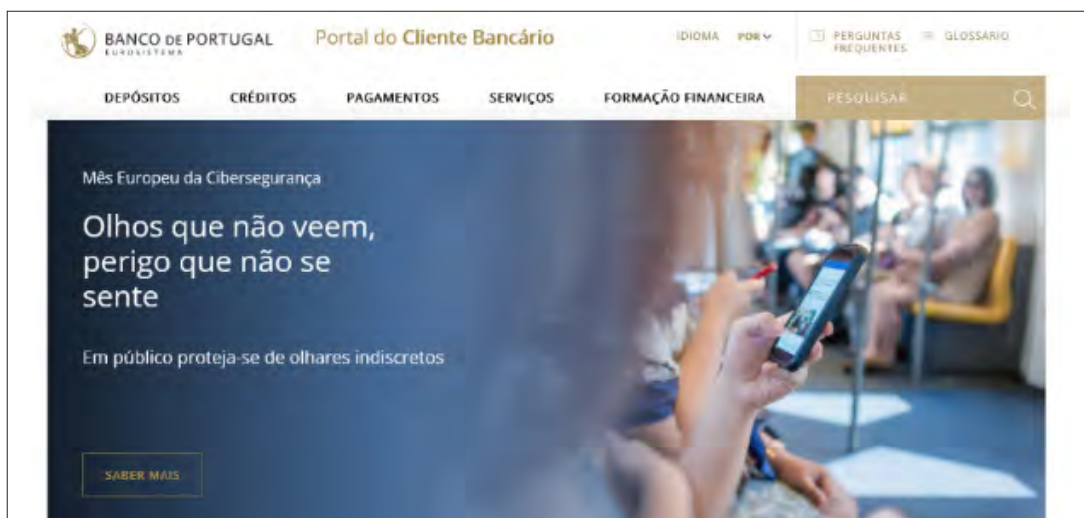 BANCO DE PORTUGAL
EUROSISTEMA
Portal do Cliente Bancário
IDIOMA POR
PERGUNTAS
FREQUENTES
GLOSSÁRIO
DEPÓSITOS CRÉDITOS PAGAMENTOS SERVIÇOS FORMAÇÃO FINANCEIRA PESQUISAR
Mês Europeu da Cibersegurança
Olhos que não veem,
perigo que não se
sente
Em público proteja-se de olhares indiscretos
SABER MAIS